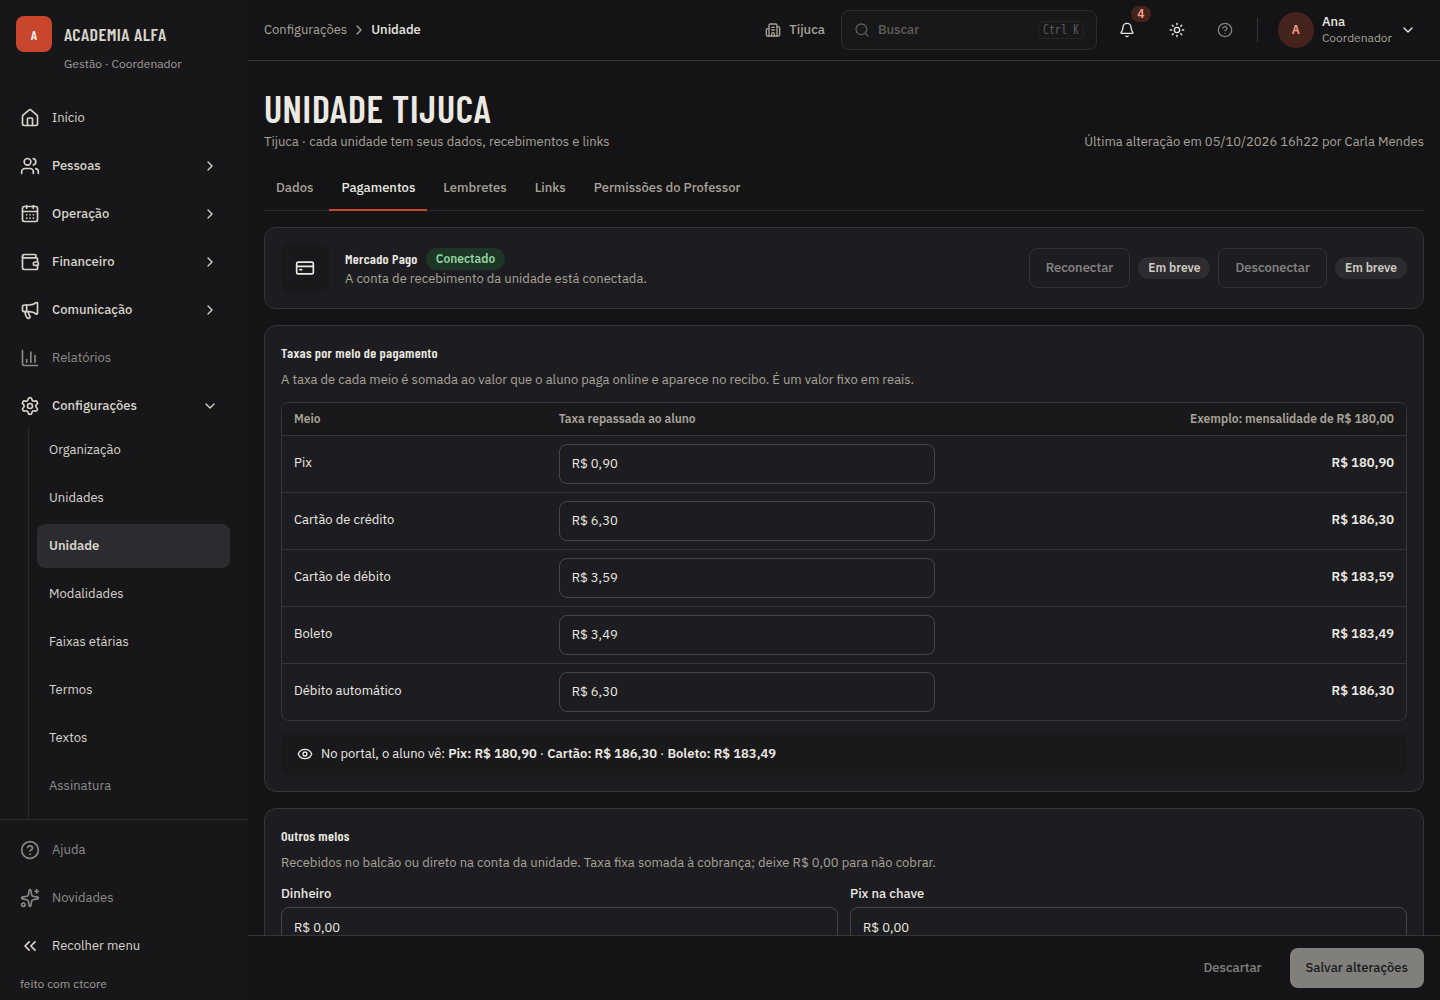 A
ACADEMIA ALFA
Gestão · Coordenador
Início
Pessoas
Operação
Financeiro
Comunicação
Relatórios
Configurações
Organização
Unidades
Unidade
Modalidades
Faixas etárias
Termos
Textos
Assinatura
Ajuda
Novidades
Recolher menu
feito com ctcore
Configurações > Unidade
Tijuca
Buscar
Ctrl K
4
A
Ana
Coordenador
UNIDADE TIJUCA
Tijuca · cada unidade tem seus dados, recebimentos e links
Última alteração em 05/10/2026 16h22 por Carla Mendes
Dados Pagamentos Lembretes Links Permissões do Professor
Mercado Pago Conectado
A conta de recebimento da unidade está conectada.
Reconectar Em breve Desconectar Em breve
Taxas por meio de pagamento
A taxa de cada meio é somada ao valor que o aluno paga online e aparece no recibo. É um valor fixo em reais.
Meio Taxa repassada ao aluno Exemplo: mensalidade de R$ 180,00
Pix R$ 0,90 R$ 180,90
Cartão de crédito R$ 6,30 R$ 186,30
Cartão de débito R$ 3,59 R$ 183,59
Boleto R$ 3,49 R$ 183,49
Débito automático R$ 6,30 R$ 186,30
No portal, o aluno vê: Pix: R$ 180,90 · Cartão: R$ 186,30 · Boleto: R$ 183,49
Outros meios
Recebidos no balcão ou direto na conta da unidade. Taxa fixa somada à cobrança; deixe R$ 0,00 para não cobrar.
Dinheiro Pix na chave
R$ 0,00 R$ 0,00
Descartar Salvar alterações